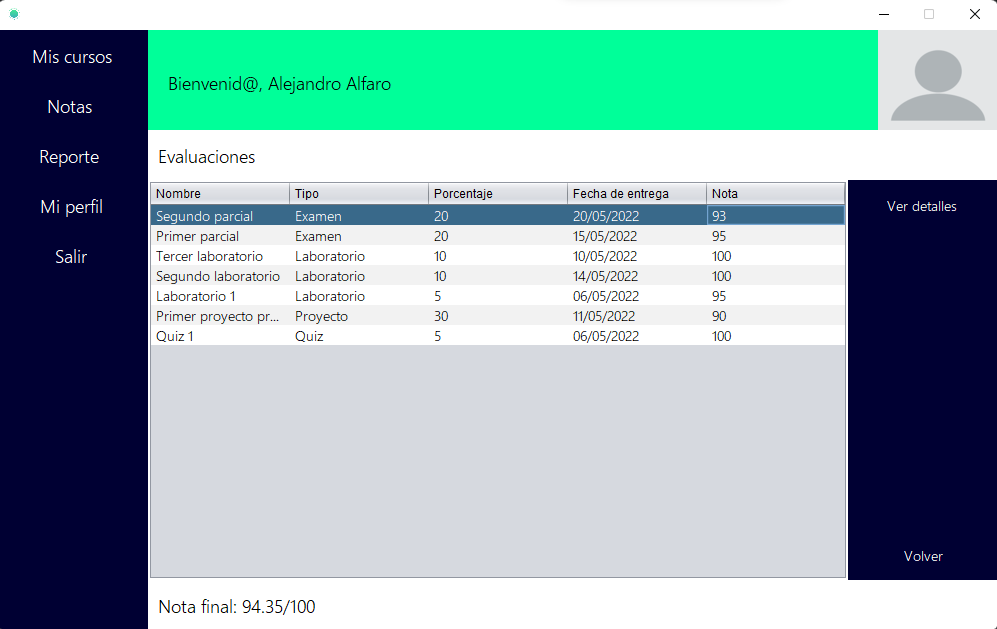 Mis cursos
Notas
Reporte
Mi perfil
Salir
Bienvenid@, Alejandro Alfaro
Evaluaciones
Nombre Tipo Porcentaje Fecha de entrega Nota
Segundo parcial Examen 20 20/05/2022 93
Primer parcial Examen 20 15/05/2022 95
Tercer laboratorio Laboratorio 10 10/05/2022 100
Segundo laboratorio Laboratorio 10 14/05/2022 100
Laboratorio 1 Laboratorio 5 06/05/2022 95
Primer proyecto pr... Proyecto 30 11/05/2022 90
Quiz 1 Quiz 5 06/05/2022 100
Ver detalles
Volver
Nota final: 94.35/100